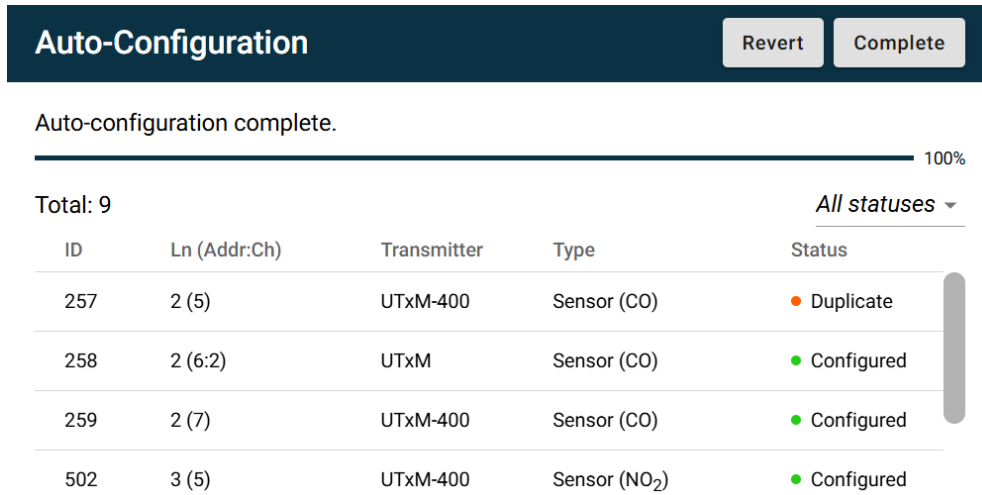 Auto-Configuration Revert Complete
Auto-configuration complete.
100%
Total: 9 All statuses
ID Ln (Addr:Ch) Transmitter Type Status
257 2 (5) UTxM-400 Sensor (CO) Duplicate
258 2 (6:2) UTxM Sensor (CO) Configured
259 2 (7) UTxM-400 Sensor (CO) Configured
502 3 (5) UTxM-400 Sensor (NO₂) Configured